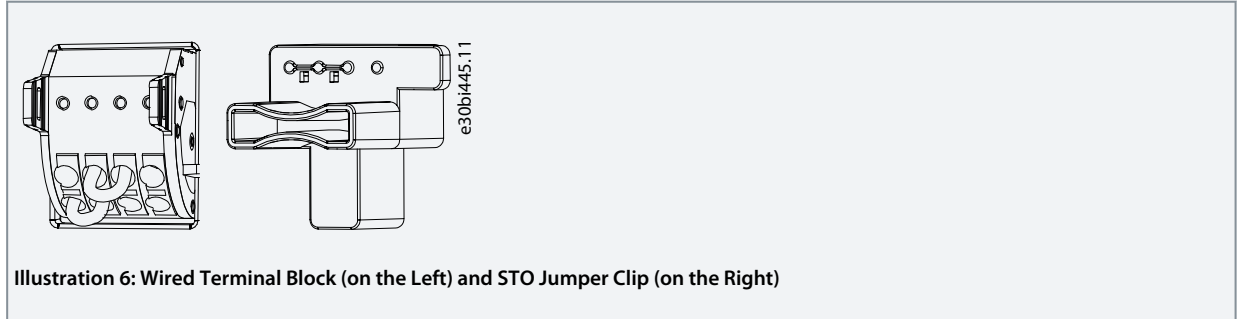 e30bi445.11
Illustration 6: Wired Terminal Block (on the Left) and STO Jumper Clip (on the Right)